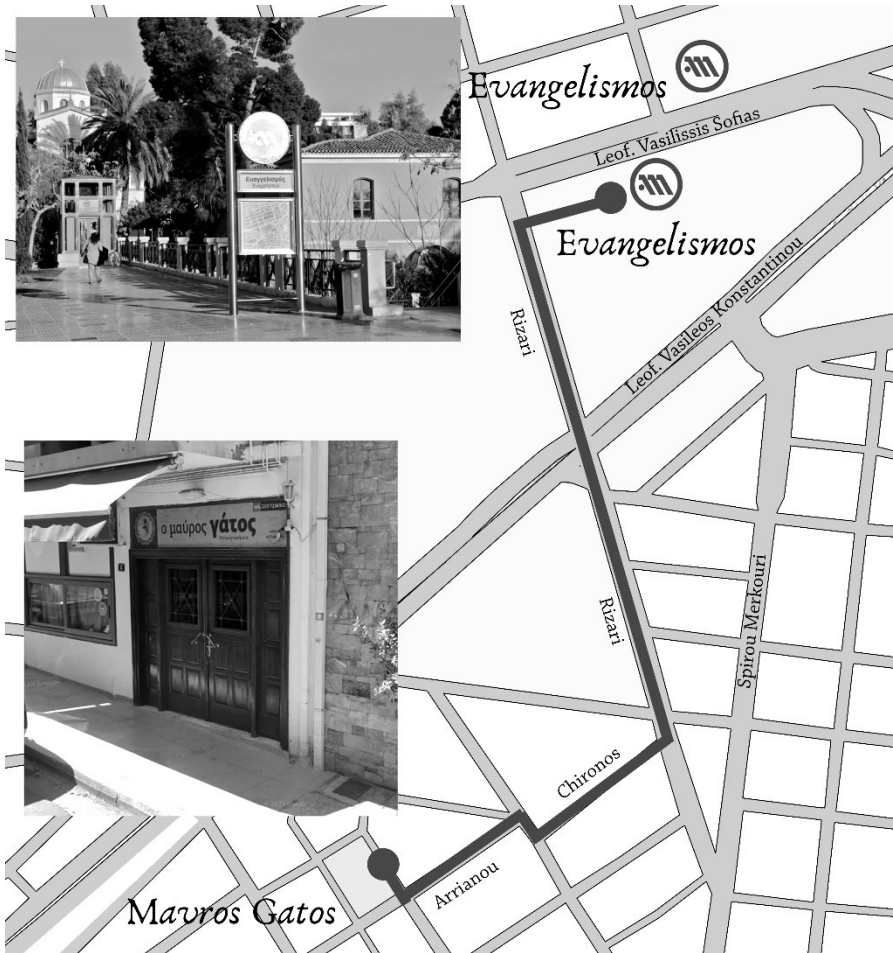 Evangelismos
Leof. Vasilissis Sofias
Ευαγγελισμός
Evangelismos
Evangelismos
Rizari
Leof. Vasileos Konstantinou
ο μαύρος γάτος
Rizari
Spirou Merkouri
Chironos
Arrianou
Mavros Gatos